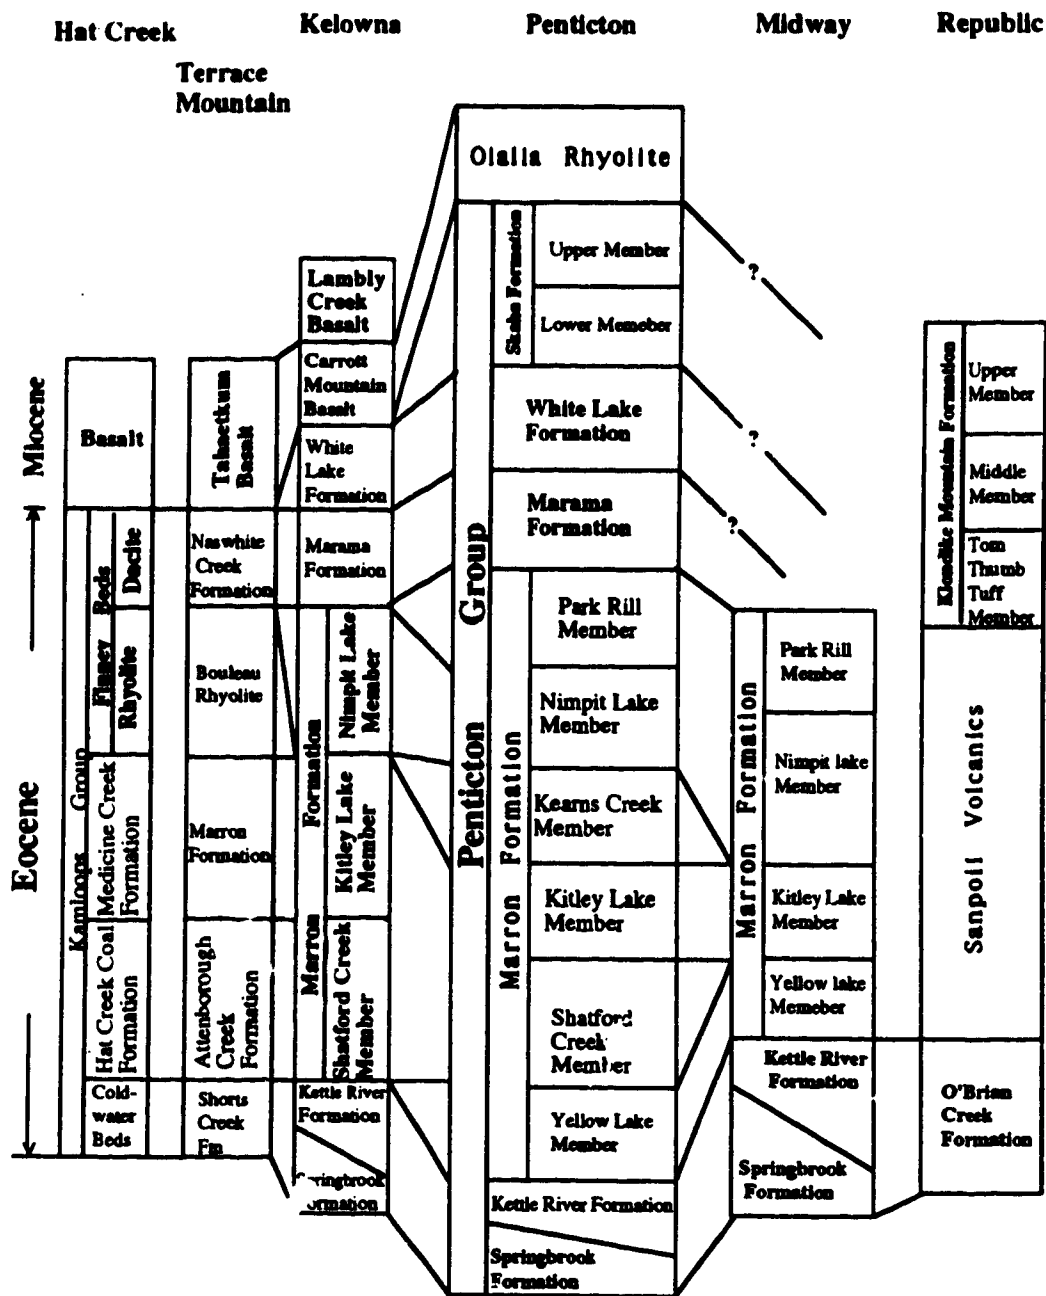 Hat Creek
Terrace
Mountain
Kelowna
Penticton
Midway
Republic
Miocene
Eocene
Basalt
Kamloops Group
Finney Beds
Dacite
Rhyolite
Medicine Creek
Formation
Hat Creek Coal
Formation
Cold-
water
Beds
Basalt
Naswhite
Creek
Formation
Bouleau
Rhyolite
Marron
Formation
Attenborough
Creek
Formation
Shorts
Creek
Fm
Lambly
Creek
Basalt
Carrott
Mountain
Basalt
White
Lake
Formation
Marama
Formation
Marron Formation
Nimpit Lake
Member
Kitley Lake
Member
Shatford Creek
Member
Kettle River
Formation
Olalla Rhyolite
Penticton Group
Skaha Formation
Upper Member
Lower Memeber
White Lake
Formation
Marama
Formation
Marron Formation
Park Rill
Member
Nimpit Lake
Member
Kearns Creek
Member
Kitley Lake
Member
Shatford
Creek
Member
Yellow Lake
Member
Kettle River Formation
Springbrook
Formation
?
?
?
Marron Formation
Park Rill
Member
Nimpit lake
Member
Kitley Lake
Member
Yellow lake
Memeber
Kettle River
Formation
Springbrook
Formation
Klondike Mountain Formation
Upper
Member
Middle
Member
Tom
Thumb
Tuff
Member
Sanpoil Volcanics
O'Brian
Creek
Formation